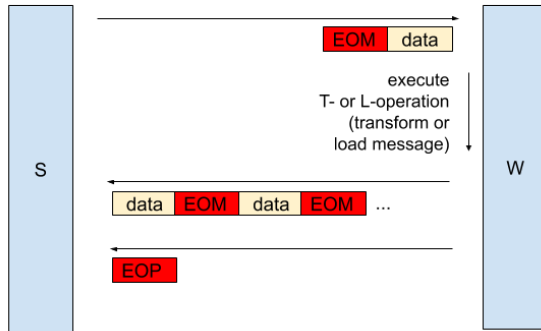 EOM data
execute
T- or L-operation
(transform or
load message)
S
W
data EOM data EOM ...
EOP